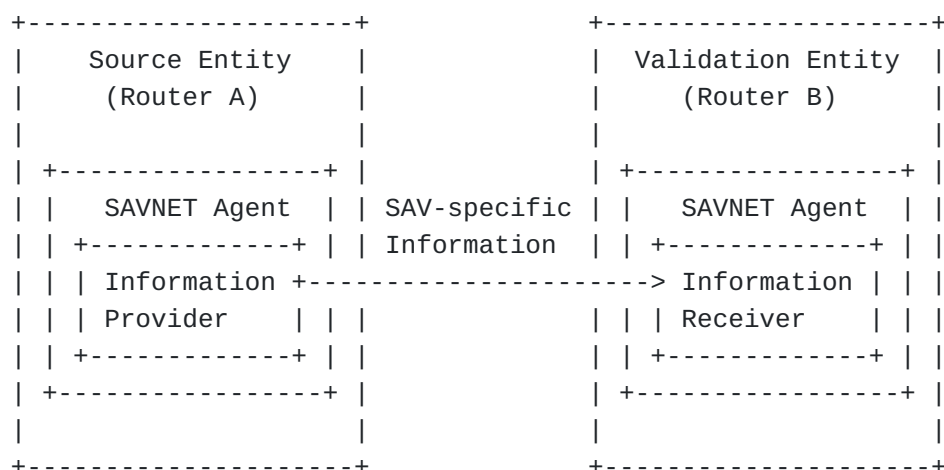 +---------------------+              +---------------------+
|    Source Entity    |              |  Validation Entity  |
|     (Router A)      |              |     (Router B)      |
|                     |              |                     |
| +-----------------+ |              | +-----------------+ |
| |   SAVNET Agent  | | SAV-specific | |   SAVNET Agent  | |
| | +-------------+ | | Information  | | +-------------+ | |
| | | Information +----------------------> Information | | |
| | | Provider    | | |              | | | Receiver    | | |
| | +-------------+ | |              | | +-------------+ | |
| +-----------------+ |              | +-----------------+ |
|                     |              |                     |
+---------------------+              +---------------------+